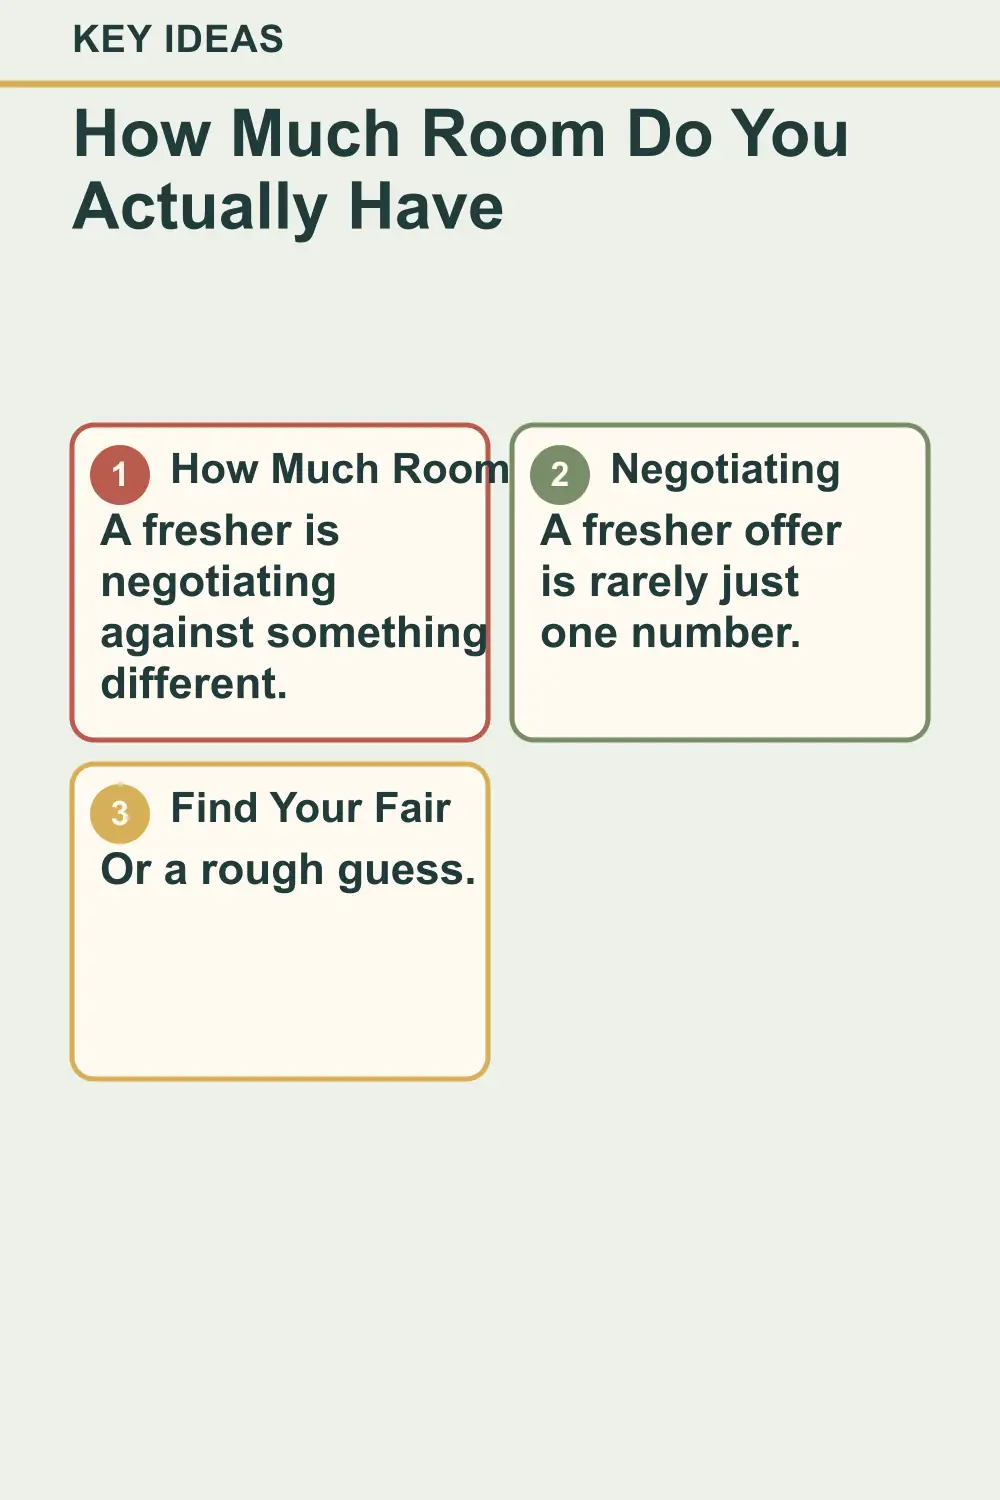 KEY IDEAS
How Much Room Do You
Actually Have
1 How Much Room
A fresher is
negotiating
against something
different.
2 Negotiating
A fresher offer
is rarely just
one number.
3 Find Your Fair
Or a rough guess.